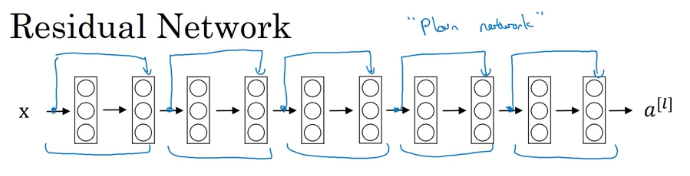 Residual Network
"Plain network"
x
a[l]